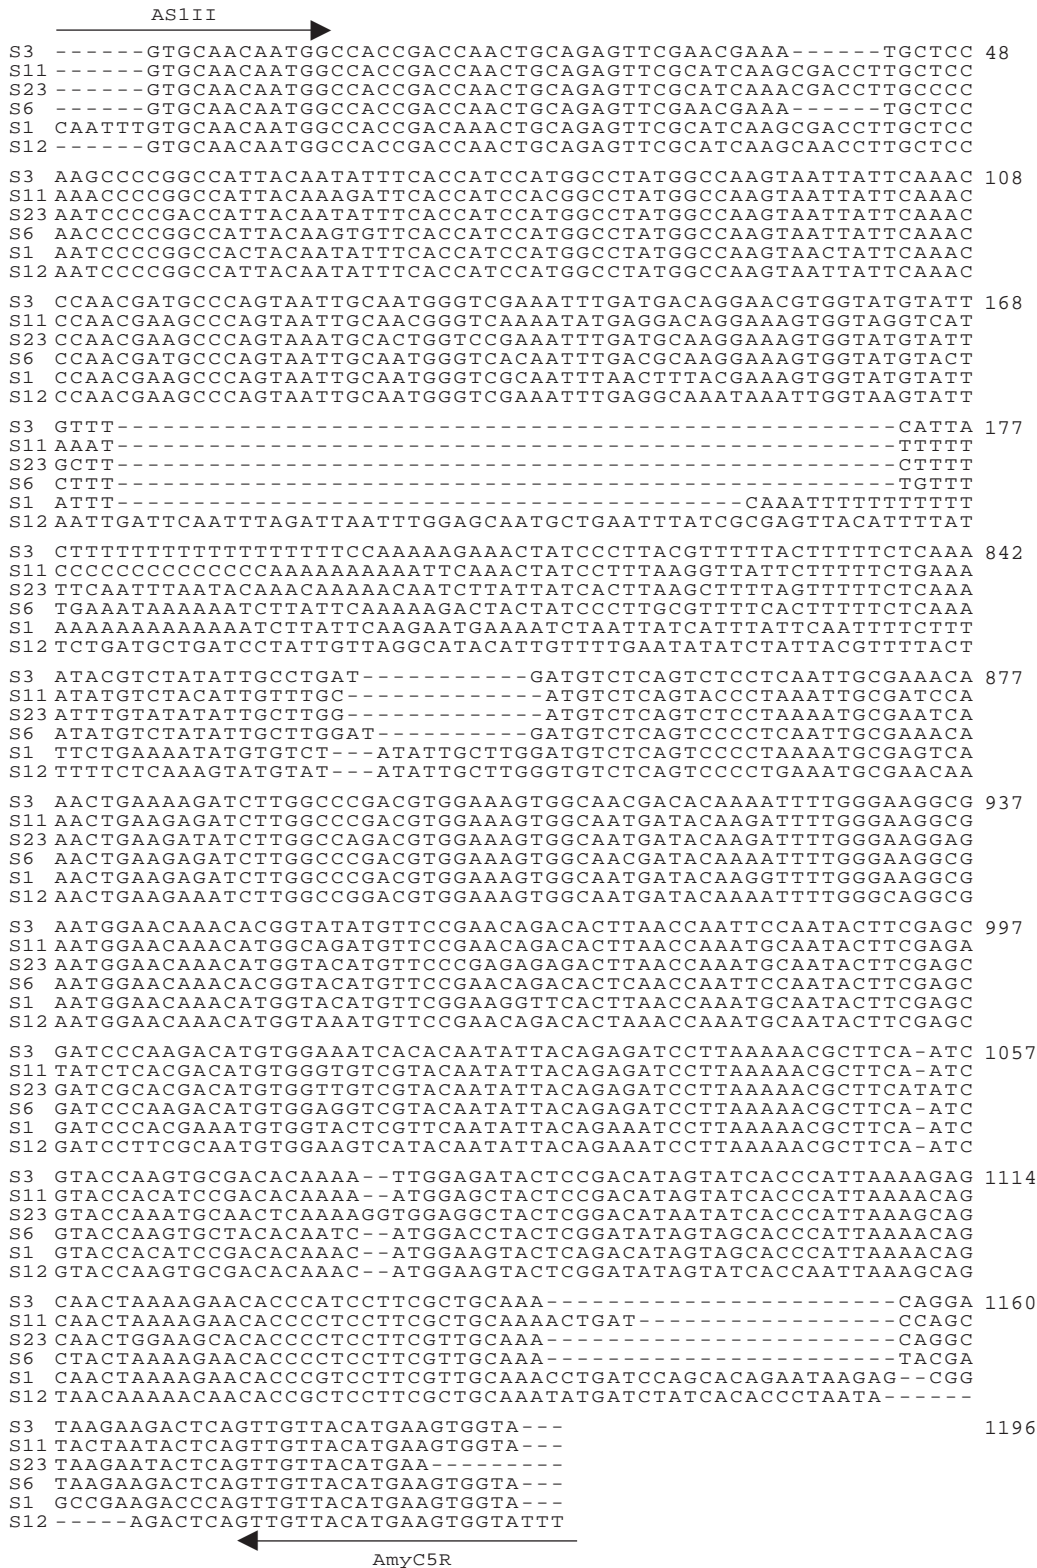 AS1II
S3 ------GTGCAACAATGGCCACCGACCAACTGCAGAGTTCGAACGAAA------TGCTCC 48
S11 ------GTGCAACAATGGCCACCGACCAACTGCAGAGTTCGCATCAAGCGACCTTGCTCC
S23 ------GTGCAACAATGGCCACCGACCAACTGCAGAGTTCGCATCAAACGACCTTGCCCC
S6 ------GTGCAACAATGGCCACCGACCAACTGCAGAGTTCGAACGAAA------TGCTCC
S1 CAATTTGTGCAACAATGGCCACCGACAAACTGCAGAGTTCGCATCAAGCGACCTTGCTCC
S12 ------GTGCAACAATGGCCACCGACCAACTGCAGAGTTCGCATCAAGCAACCTTGCTCC
S3 AAGCCCCGGCCATTACAATATTTCACCATCCATGGCCTATGGCCAAGTAATTATTCAAAC 108
S11 AAACCCCGGCCATTACAAAGATTCACCATCCACGGCCTATGGCCAAGTAATTATTCAAAC
S23 AATCCCCGACCATTACAATATTTCACCATCCATGGCCTATGGCCAAGTAATTATTCAAAC
S6 AACCCCCGGCCATTACAAGTGTTCACCATCCATGGCCTATGGCCAAGTAATTATTCAAAC
S1 AATCCCCGGCCACTACAATATTTCACCATCCATGGCCTATGGCCAAGTAACTATTCAAAC
S12 AATCCCCGGCCATTACAATATTTCACCATCCATGGCCTATGGCCAAGTAATTATTCAAAC
S3 CCAACGATGCCCAGTAATTGCAATGGGTCGAAATTTGATGACAGGAACGTGGTATGTATT 168
S11 CCAACGAAGCCCAGTAATTGCAACGGGTCAAAATATGAGGACAGGAAAGTGGTAGGTCAT
S23 CCAACGAAGCCCAGTAAATGCACTGGTCCGAAATTTGATGCAAGGAAAGTGGTATGTATT
S6 CCAACGATGCCCAGTAATTGCAATGGGTCACAATTTGACGCAAGGAAAGTGGTATGTACT
S1 CCAACGAAGCCCAGTAATTGCAATGGGTCGCAATTTAACTTTACGAAAGTGGTATGTATT
S12 CCAACGAAGCCCAGTAATTGCAATGGGTCGAAATTTGAGGCAAATAAATTGGTAAGTATT
S3 GTTT---------------------------------------------------CATTA 177
S11 AAAT---------------------------------------------------TTTTT
S23 GCTT---------------------------------------------------CTTTT
S6 CTTT---------------------------------------------------TGTTT
S1 ATTT-----------------------------------------CAAATTTTTTTTTTT
S12 AATTGATTCAATTTAGATTAATTTGGAGCAATGCTGAATTTATCGCGAGTTACATTTTAT
S3 CTTTTTTTTTTTTTTTTTTTCCAAAAAGAAACTATCCCTTACGTTTTTACTTTTTCTCAAA 842
S11 CCCCCCCCCCCCCCAAAAAAAAAATTCAAACTATCCTTTAAGGTTATTCTTTTTCTGAAA
S23 TTCAATTTAATACAAACAAAAACAATCTTATTATCACTTAAGCTTTTAGTTTTTCTCAAA
S6 TGAAATAAAAAATCTTATTCAAAAAGACTACTATCCCTTGCGTTTTCACTTTTTCTCAAA
S1 AAAAAAAAAAAAATCTTATTCAAGAATGAAAATCTAATTATCATTTATTCAATTTTCTTT
S12 TCTGATGCTGATCCTATTGTTAGGCATACATTGTTTTGAATATATCTATTACGTTTTACT
S3 ATACGTCTATATTGCCTGAT-----------GATGTCTCAGTCTCCTCAATTGCGAAACA 877
S11 ATATGTCTACATTGTTTGC-------------ATGTCTCAGTACCCTAAATTGCGATCCA
S23 ATTTGTATATATTGCTTGG-------------ATGTCTCAGTCTCCTAAAATGCGAATCA
S6 ATATGTCTATATTGCTTGGAT----------GATGTCTCAGTCCCCTCAATTGCGAAACA
S1 TTCTGAAAATATGTGTCT---ATATTGCTTGGATGTCTCAGTCCCCTAAAATGCGAGTCA
S12 TTTTCTCAAAGTATGTAT---ATATTGCTTGGGTGTCTCAGTCCCCTGAAATGCGAACAA
S3 AACTGAAAAGATCTTGGCCCGACGTGGAAAGTGGCAACGACACAAAATTTTGGGAAGGCG 937
S11 AACTGAAGAGATCTTGGCCCGACGTGGAAAGTGGCAATGATACAAGATTTTGGGAAGGCG
S23 AACTGAAGATATCTTGGCCAGACGTGGAAAGTGGCAATGATACAAGATTTTGGGAAGGAG
S6 AACTGAAGAGATCTTGGCCCGACGTGGAAAGTGGCAACGATACAAAATTTTGGGAAGGCG
S1 AACTGAAGAGATCTTGGCCCGACGTGGAAAGTGGCAATGATACAAGGTTTTGGGAAGGCG
S12 AACTGAAGAAATCTTGGCCGGACGTGGAAAGTGGCAATGATACAAAATTTTGGGCAGGCG
S3 AATGGAACAAACACGGTATATGTTCCGAACAGACACTTAACCAATTCCAATACTTCGAGC 997
S11 AATGGAACAAACATGGCAGATGTTCCGAACAGACACTTAACCAAATGCAATACTTCGAGA
S23 AATGGAACAAACATGGTACATGTTCCCGAGAGAGACTTAACCAAATGCAATACTTCGAGC
S6 AATGGAACAAACACGGTACATGTTCCGAACAGACACTCAACCAATTCCAATACTTCGAGC
S1 AATGGAACAAACATGGTACATGTTCGGAAGGTTCACTTAACCAAATGCAATACTTCGAGC
S12 AATGGAACAAACATGGTAAATGTTCCGAACAGACACTAAACCAAATGCAATACTTCGAGC
S3 GATCCCAAGACATGTGGAAATCACACAATATTACAGAGATCCTTAAAAACGCTTCA-ATC 1057
S11 TATCTCACGACATGTGGGTGTCGTACAATATTACAGAGATCCTTAAAAACGCTTCA-ATC
S23 GATCGCACGACATGTGGTTGTCGTACAATATTACAGAGATCCTTAAAAACGCTTCATATC
S6 GATCCCAAGACATGTGGAGGTCGTACAATATTACAGAGATCCTTAAAAACGCTTCA-ATC
S1 GATCCCACGAAATGTGGTACTCGTTCAATATTACAGAAATCCTTAAAAACGCTTCA-ATC
S12 GATCCTTCGCAATGTGGAAGTCATACAATATTACAGAAATCCTTAAAAACGCTTCA-ATC
S3 GTACCAAGTGCGACACAAAA--TTGGAGATACTCCGACATAGTATCACCCATTAAAAGAG 1114
S11 GTACCACATCCGACACAAAA--ATGGAGCTACTCCGACATAGTATCACCCATTAAAACAG
S23 GTACCAAATGCAACTCAAAAGGTGGAGGCTACTCGGACATAATATCACCCATTAAAGCAG
S6 GTACCAAGTGCTACACAATC--ATGGACCTACTCGGATATAGTAGCACCCATTAAAACAG
S1 GTACCACATCCGACACAAAC--ATGGAAGTACTCAGACATAGTATCACCCATTAAAACAG
S12 GTACCAAGTGCGACACAAAC--ATGGAAGTACTCGGATATAGTATCACCAATTAAAGCAG
S3 CAACTAAAAGAACACCCATCCTTCGCTGCAAA-----------------------CAGGA 1160
S11 CAACTAAAAGAACACCCCTCCTTCGCTGCAAAACTGAT-----------------CCAGC
S23 CAACTGGAAGCACACCCCTCCTTCGTTGCAAA-----------------------CAGGC
S6 CTACTAAAAGAACACCCCTCCTTCGTTGCAAA-----------------------TACGA
S1 CAACTAAAAGAACACCCGTCCTTCGTTGCAAACCTGATCCAGCACAGAATAAGAG--CGG
S12 TAACAAAAACAACACCGCTCCTTCGCTGCAAATATGATCTATCACACCCTAATA------
S3 TAAGAAGACTCAGTTGTTACATGAAGTGGTA--- 1196
S11 TACTAATACTCAGTTGTTACATGAAGTGGTA---
S23 TAAGAATACTCAGTTGTTACATGAA---------
S6 TAAGAAGACTCAGTTGTTACATGAAGTGGTA---
S1 GCCGAAGACCCAGTTGTTACATGAAGTGGTA---
S12 -----AGACTCAGTTGTTACATGAAGTGGTATTT
AmyC5R